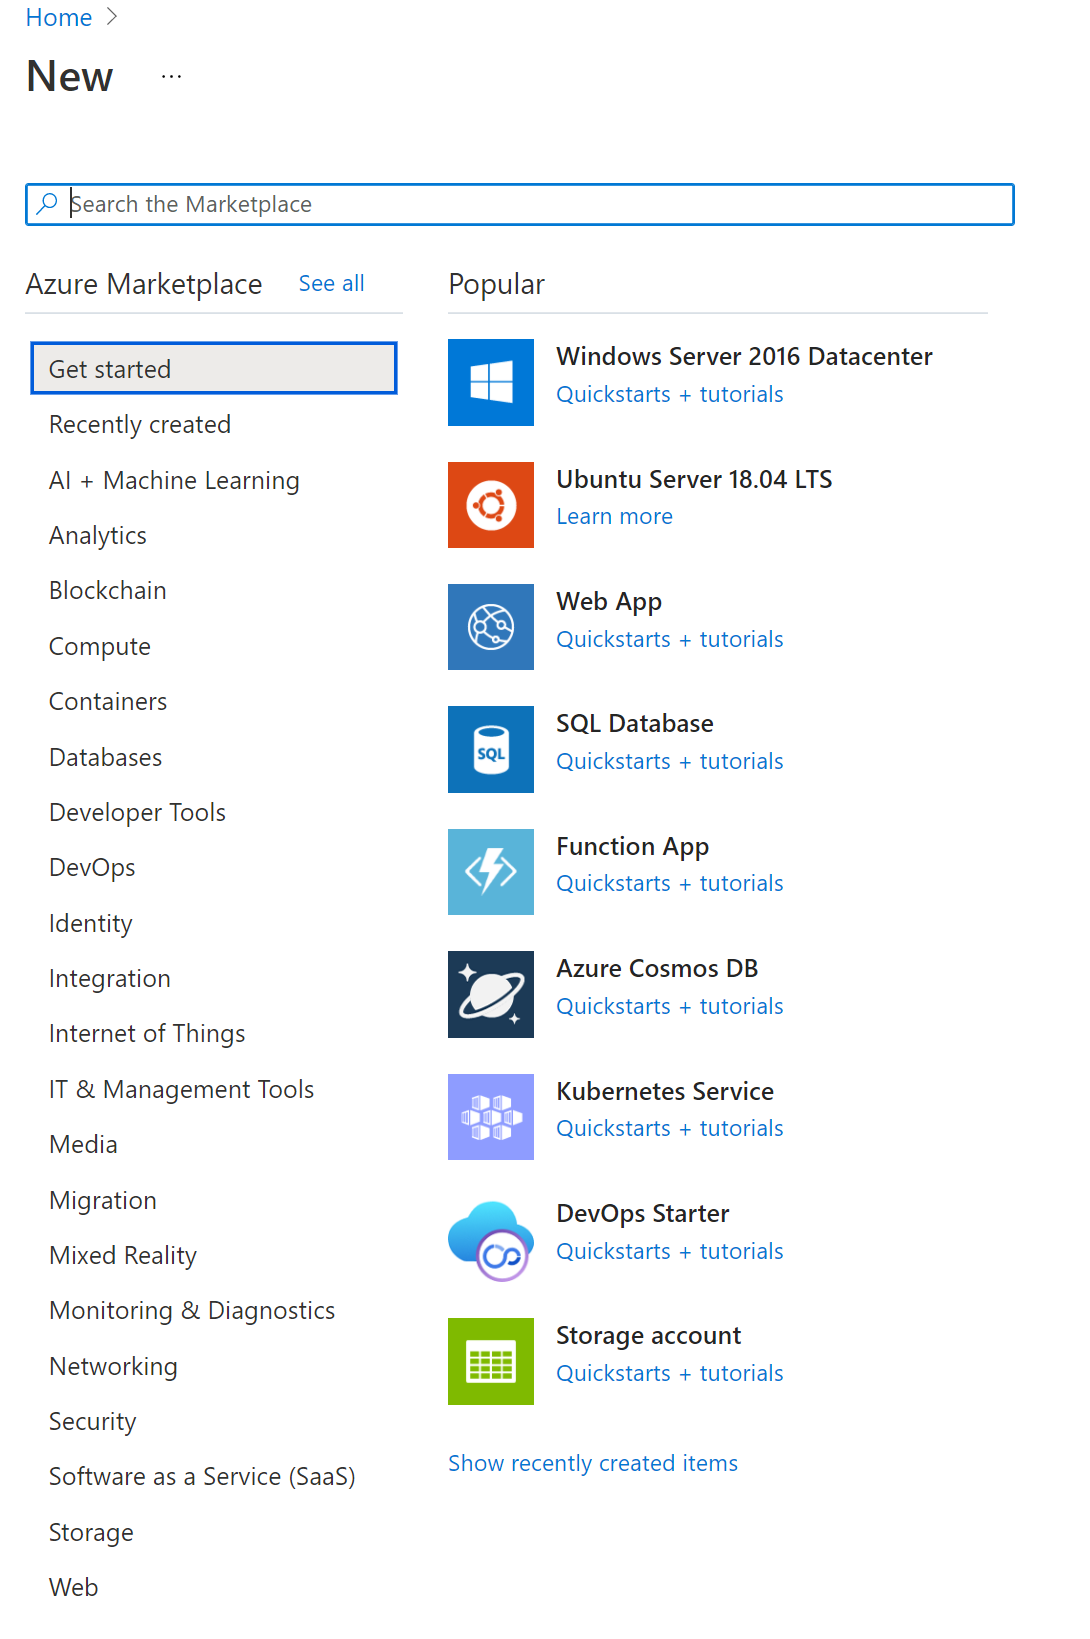 Home
New ...
Search the Marketplace
Azure Marketplace See all
Get started
Recently created
AI + Machine Learning
Analytics
Blockchain
Compute
Containers
Databases
Developer Tools
DevOps
Identity
Integration
Internet of Things
IT & Management Tools
Media
Migration
Mixed Reality
Monitoring & Diagnostics
Networking
Security
Software as a Service (SaaS)
Storage
Web
Popular
Windows Server 2016 Datacenter
Quickstarts + tutorials
Ubuntu Server 18.04 LTS
Learn more
Web App
Quickstarts + tutorials
SQL
SQL Database
Quickstarts + tutorials
Function App
Quickstarts + tutorials
Azure Cosmos DB
Quickstarts + tutorials
Kubernetes Service
Quickstarts + tutorials
DevOps Starter
Quickstarts + tutorials
Storage account
Quickstarts + tutorials
Show recently created items